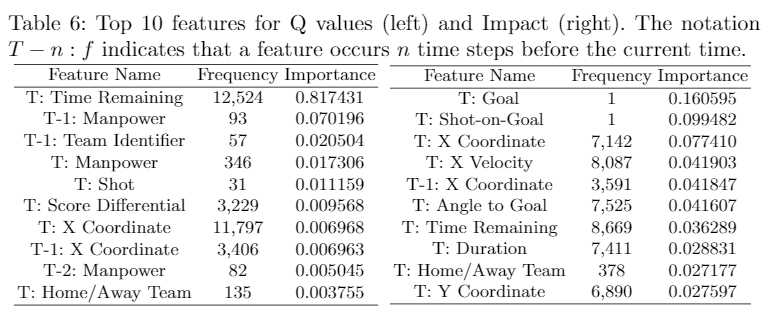 Table 6: Top 10 features for Q values (left) and Impact (right). The notation
T − n : f indicates that a feature occurs n time steps before the current time.
Feature Name Frequency Importance
T: Time Remaining 12,524 0.817431
T-1: Manpower 93 0.070196
T-1: Team Identifier 57 0.020504
T: Manpower 346 0.017306
T: Shot 31 0.011159
T: Score Differential 3,229 0.009568
T: X Coordinate 11,797 0.006968
T-1: X Coordinate 3,406 0.006963
T-2: Manpower 82 0.005045
T: Home/Away Team 135 0.003755
Feature Name Frequency Importance
T: Goal 1 0.160595
T: Shot-on-Goal 1 0.099482
T: X Coordinate 7,142 0.077410
T: X Velocity 8,087 0.041903
T-1: X Coordinate 3,591 0.041847
T: Angle to Goal 7,525 0.041607
T: Time Remaining 8,669 0.036289
T: Duration 7,411 0.028831
T: Home/Away Team 378 0.027177
T: Y Coordinate 6,890 0.027597